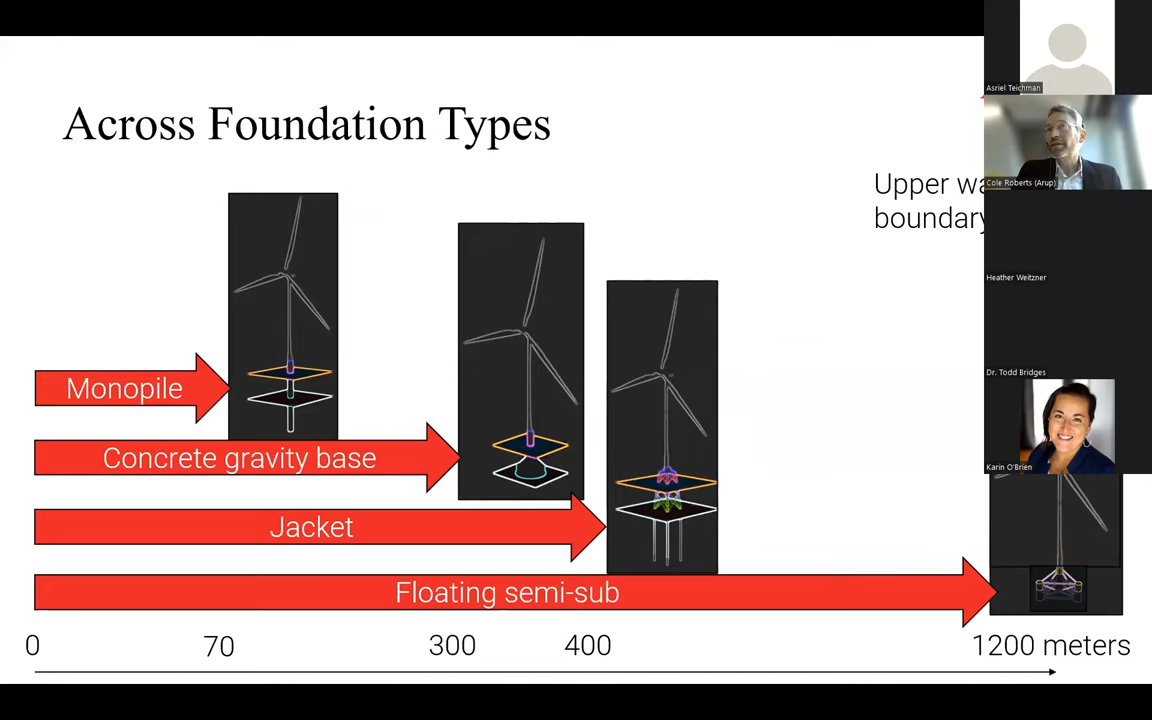 Across Foundation Types
Upper
boundary
Monopile
Concrete gravity base
Jacket
Floating semi-sub
0
70
300
400
1200 meters
Asriel Teichman
Cole Roberts (Arup)
Heather Weitzner
Dr. Todd Bridges
Karin O'Brien